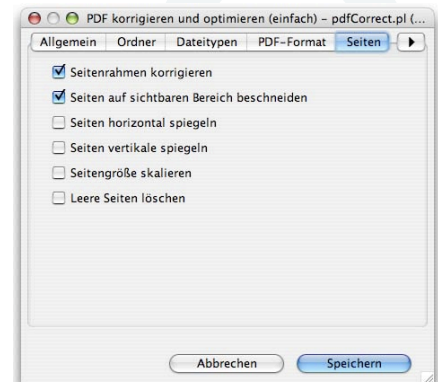 PDF korrigieren und optimieren (einfach) – pdfCorrect.pl (...
Allgemein Ordner Dateitypen PDF-Format Seiten
Seitenrahmen korrigieren
Seiten auf sichtbaren Bereich beschneiden
Seiten horizontal spiegeln
Seiten vertikale spiegeln
Seitengröße skalieren
Leere Seiten löschen
Abbrechen Speichern